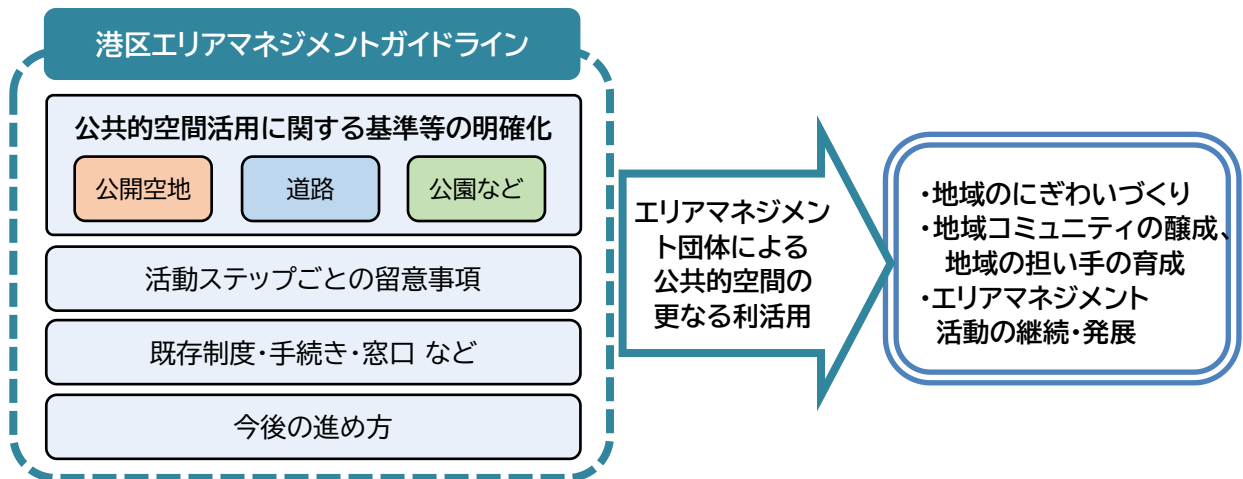 港区エリアマネジメントガイドライン
公共的空間活用に関する基準等の明確化
公開空地
道路
公園など
活動ステップごとの留意事項
既存制度・手続き・窓口 など
今後の進め方
エリアマネジメン
ト団体による
公共的空間の
更なる利活用
・地域のにぎわいづくり
・地域コミュニティの醸成、
地域の担い手の育成
・エリアマネジメント
活動の継続・発展